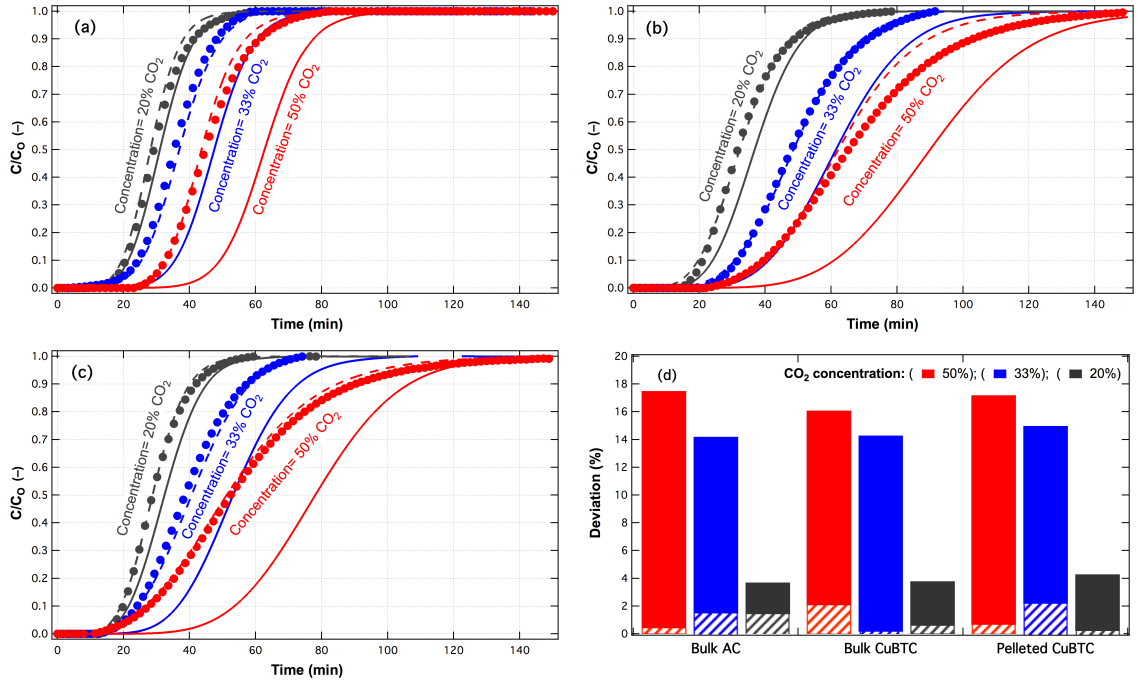 (a)
1.0
0.9
0.8
0.7
0.6
0.5
0.4
0.3
0.2
0.1
0.0
C/C₀ (–)
Concentration= 20% CO₂
Concentration= 33% CO₂
Concentration= 50% CO₂
0 20 40 60 80 100 120 140
Time (min)
(b)
1.0
0.9
0.8
0.7
0.6
0.5
0.4
0.3
0.2
0.1
0.0
C/C₀ (–)
Concentration= 20% CO₂
Concentration= 33% CO₂
Concentration= 50% CO₂
0 20 40 60 80 100 120 140
Time (min)
(c)
1.0
0.9
0.8
0.7
0.6
0.5
0.4
0.3
0.2
0.1
0.0
C/C₀ (–)
Concentration= 20% CO₂
Concentration= 33% CO₂
Concentration= 50% CO₂
0 20 40 60 80 100 120 140
Time (min)
(d)
CO₂ concentration: ( 50%); ( 33%); ( 20%)
20
18
16
14
12
10
8
6
4
2
0
Deviation (%)
Bulk AC Bulk CuBTC Pelleted CuBTC